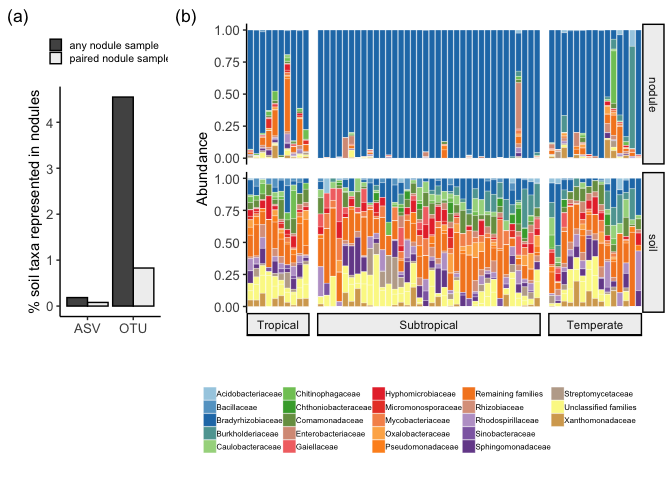 (a)
any nodule sample
paired nodule sample
% soil taxa represented in nodules
4
3
2
1
0
ASV OTU
(b)
Abundance
1.00
0.75
0.50
0.25
0.00
nodule
1.00
0.75
0.50
0.25
0.00
soil
Tropical Subtropical Temperate
Acidobacteriaceae Chitinophagaceae Hyphomicrobiaceae Remaining families Streptomycetaceae
Bacillaceae Chthoniobacteraceae Micromonosporaceae Rhizobiaceae Unclassified families
Bradyrhizobiaceae Comamonadaceae Mycobacteriaceae Rhodospirillaceae Xanthomonadaceae
Burkholderiaceae Enterobacteriaceae Oxalobacteraceae Sinobacteraceae
Caulobacteraceae Gaiellaceae Pseudomonadaceae Sphingomonadaceae